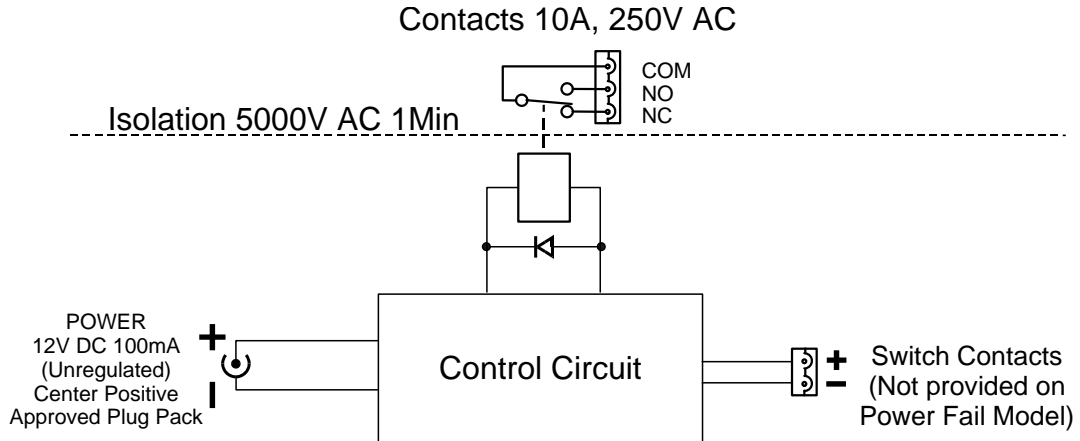 Contacts 10A, 250V AC
COM
NO
NC
Isolation 5000V AC 1Min
POWER
12V DC 100mA
(Unregulated)
Center Positive
Approved Plug Pack
+
-
Control Circuit
+
-
Switch Contacts
(Not provided on
Power Fail Model)